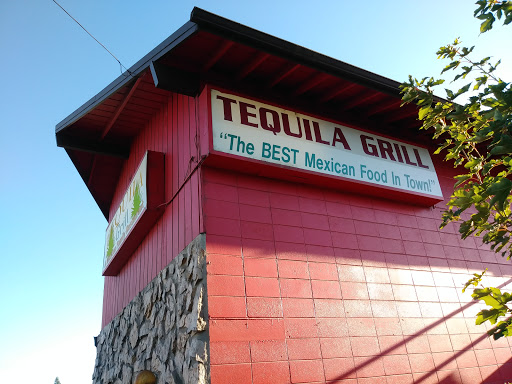 TEQUILA GRILL
"The BEST Mexican Food In Town!"